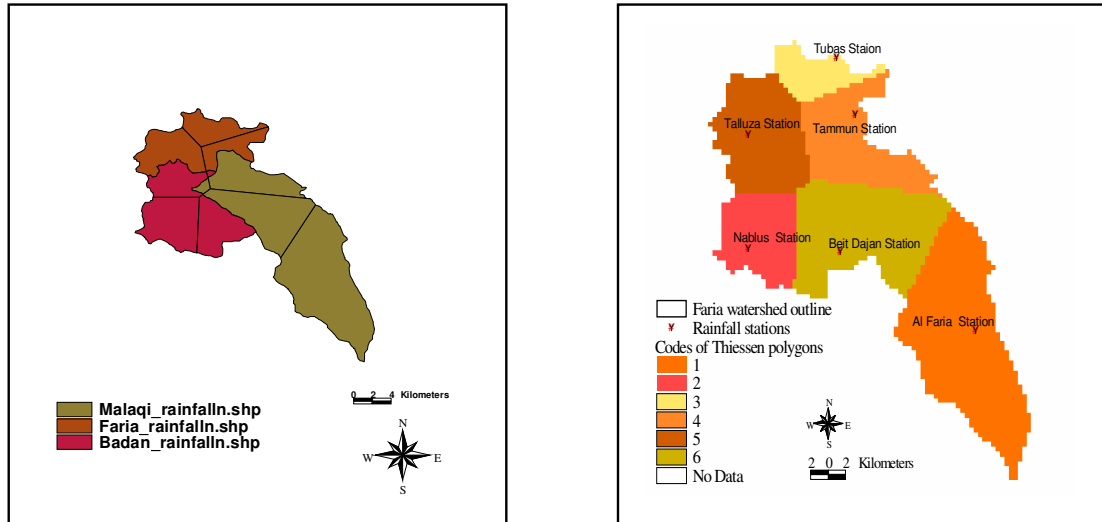 0 2 4 Kilometers
Malaqi_rainfalln.shp
Faria_rainfalln.shp
Badan_rainfalln.shp
N
W E
S
Tubas Staion
Talluza Station
Tammun Station
Nablus Station
Beit Dajan Station
Al Faria Station
Faria watershed outline
Rainfall stations
Codes of Thiessen polygons
1
2
3
4
5
6
No Data
N
W E
S
2 0 2 Kilometers